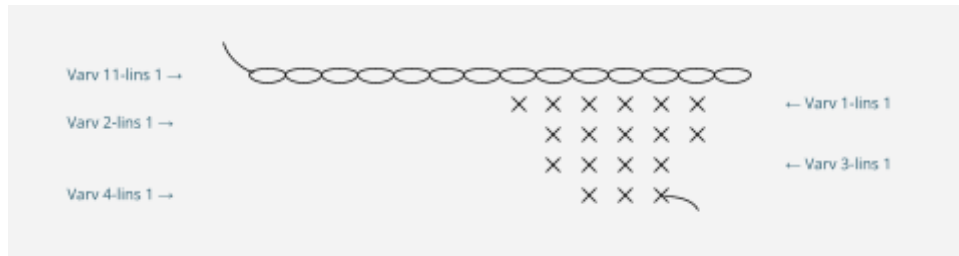 Varv 11-lins 1 →
← Varv 1-lins 1
Varv 2-lins 1 →
← Varv 3-lins 1
Varv 4-lins 1 →